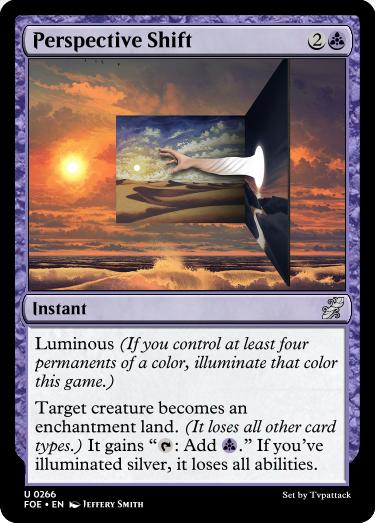 Perspective Shift 2
Instant
Luminous (If you control at least four
permanents of a color, illuminate that color
this game.)
Target creature becomes an
enchantment land. (It loses all other card
types.) It gains “: Add .” If you’ve
illuminated silver, it loses all abilities.
U 0266
FOE • EN Jeffery Smith
Set by Tvpattack